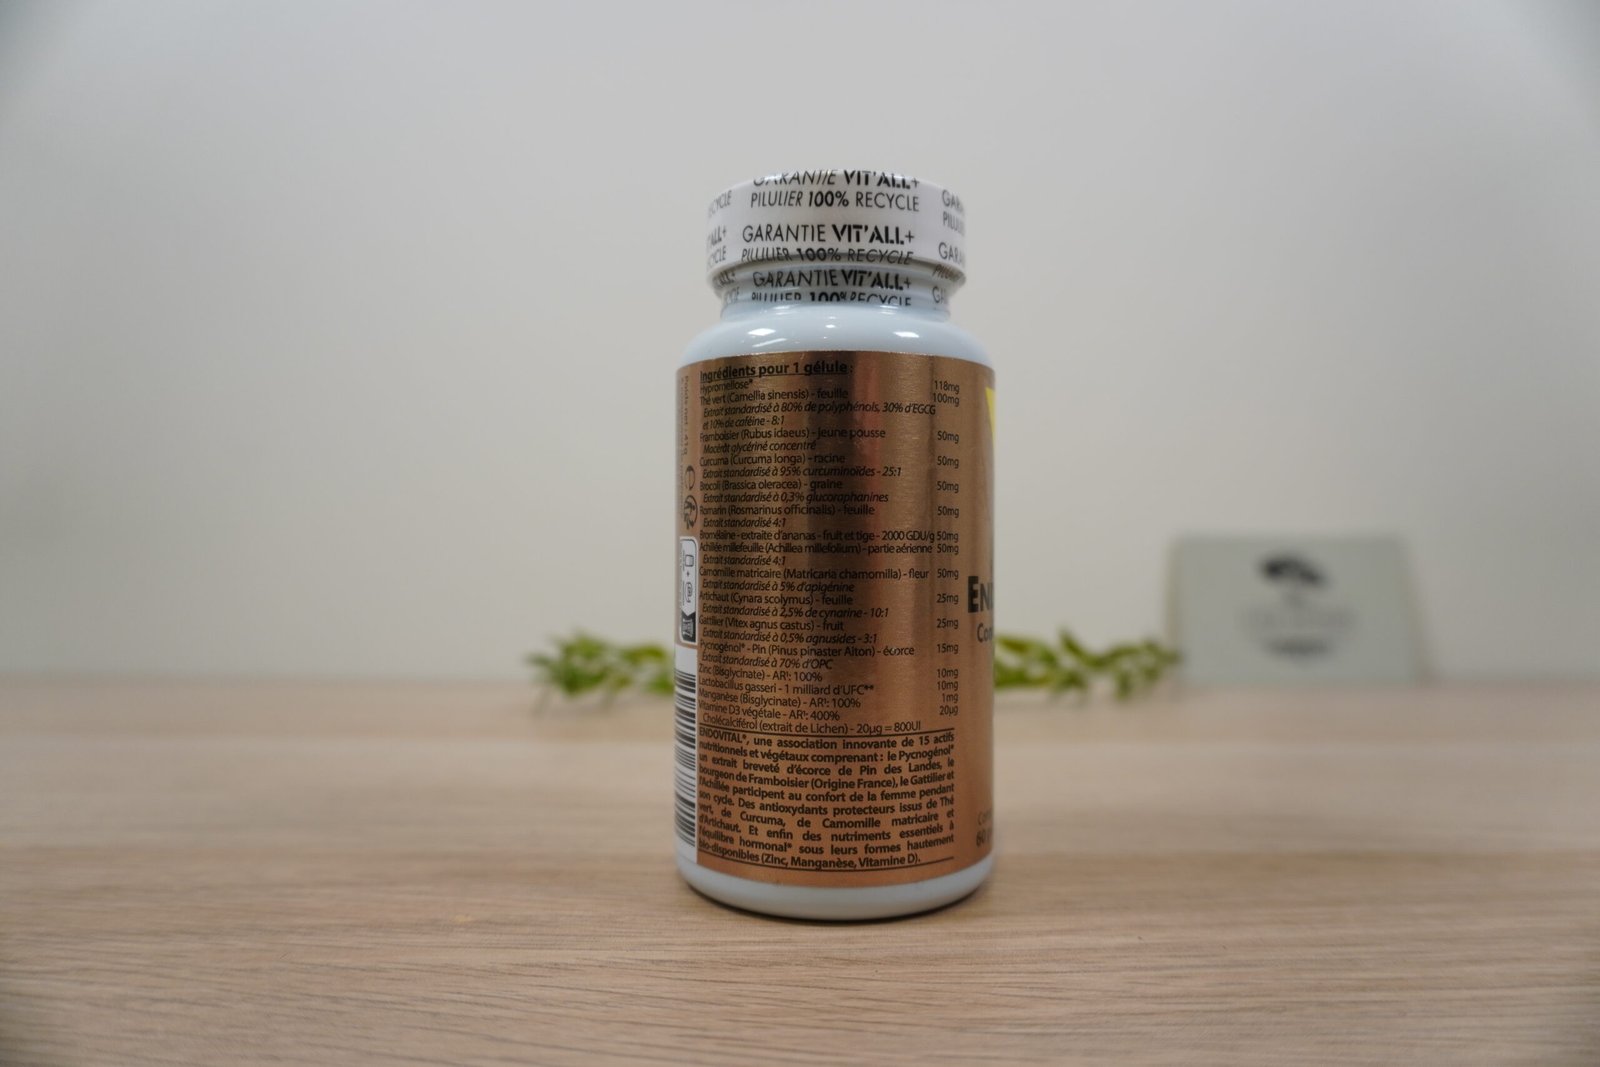 GARANTIE VIT'ALL+
PILULIER 100% RECYCLE
GARANTIE VIT'ALL+
PILULIER 100% RECYCLE
GARANTIE VIT'ALL+
PILULIER 100% RECYCLE
Ingrédients pour 1 gélule :
Hypromellose* 118mg
Thé vert (Camellia sinensis) - feuille 100mg
Extrait standardisé à 80% de polyphénols, 30% d'EGCG
et 10% de caféine - 8:1
Framboisier (Rubus idaeus) - jeune pousse 50mg
Macérât glycériné concentré
Curcuma (Curcuma longa) - racine 50mg
Extrait standardisé à 95% curcuminoïdes - 25:1
Brocoli (Brassica oleracea) - graine 50mg
Extrait standardisé à 0,3% glucoraphanines
Romarin (Rosmarinus officinalis) - feuille 50mg
Extrait standardisé 4:1
Bromélaïne - extraite d'ananas - fruit et tige - 2000 GDU/g 50mg
Achillée millefeuille (Achillea millefolium) - partie aérienne 50mg
Extrait standardisé 4:1
Camomille matricaire (Matricaria chamomilla) - fleur 50mg
Extrait standardisé à 5% d'apigénine
Artichaut (Cynara scolymus) - feuille 25mg
Extrait standardisé à 2,5% de cynarine - 10:1
Gattilier (Vitex agnus castus) - fruit 25mg
Extrait standardisé à 0,5% agnusides - 3:1
Pycnogénol® - Pin (Pinus pinaster Aiton) - écorce 15mg
Extrait standardisé à 70% d'OPC
Zinc (Bisglycinate) - AR¹: 100% 10mg
Lactobacillus gasseri - 1 milliard d'UFC** 10mg
Manganèse (Bisglycinate) - AR¹: 100% 1mg
Vitamine D3 végétale - AR¹: 400% 20µg
Cholécalciférol (extrait de Lichen) - 20µg = 800UI
ENDOVITAL®, une association innovante de 15 actifs
nutritionnels et végétaux comprenant : le Pycnogénol®
un extrait breveté d'écorce de Pin des Landes, le
bourgeon de Framboisier (Origine France), le Gattilier et
l'Achillée participent au confort de la femme pendant
son cycle. Des antioxydants protecteurs issus de Thé
vert, de Curcuma, de Camomille matricaire et
d'Artichaut. Et enfin des nutriments essentiels à
l'équilibre hormonal* sous leurs formes hautement
bio-disponibles (Zinc, Manganèse, Vitamine D).